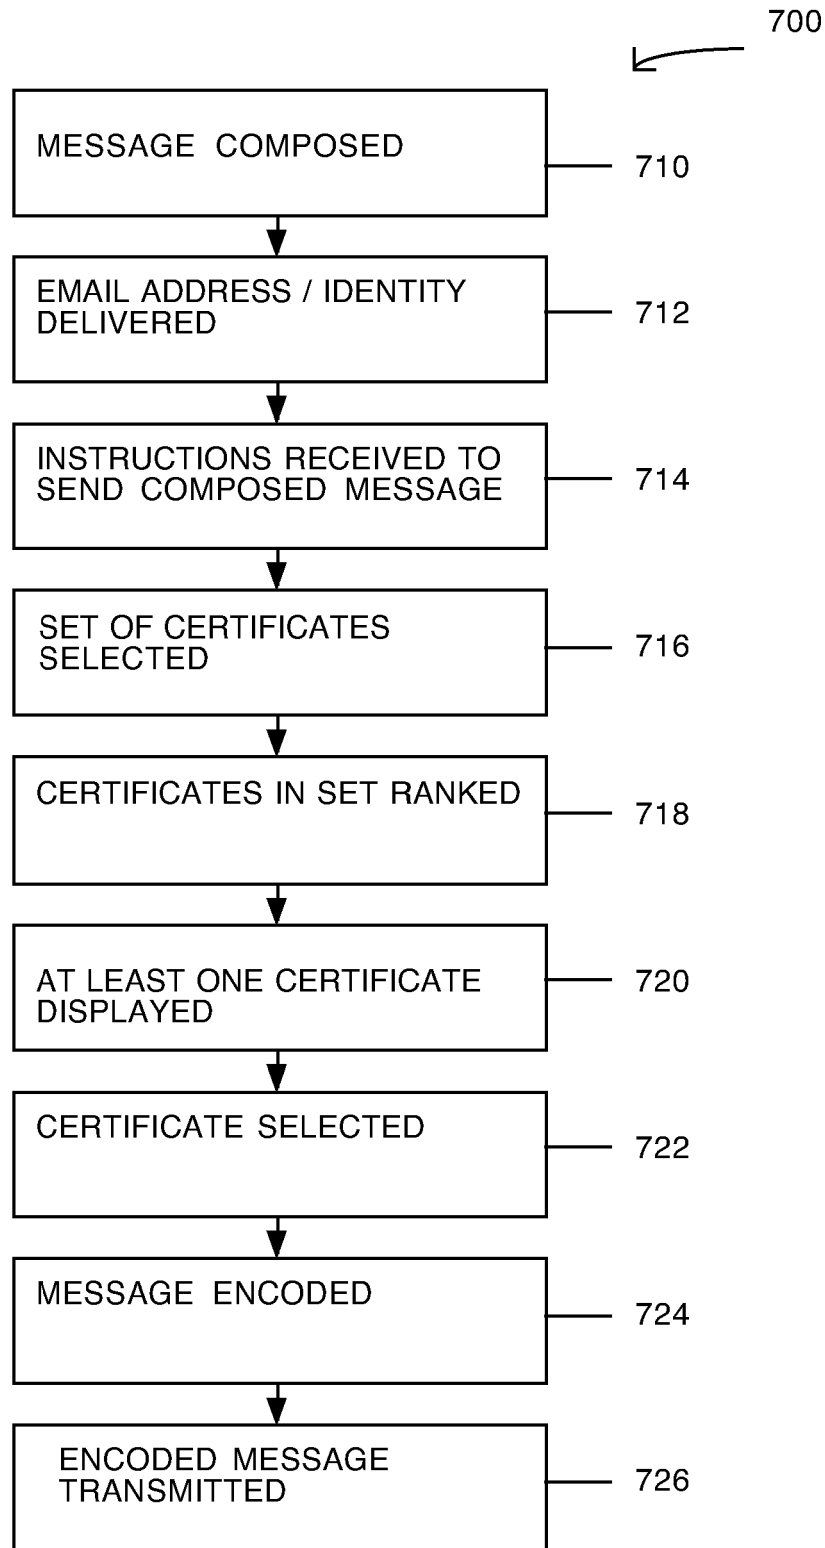 700
MESSAGE COMPOSED
710
EMAIL ADDRESS / IDENTITY
DELIVERED
712
INSTRUCTIONS RECEIVED TO
SEND COMPOSED MESSAGE
714
SET OF CERTIFICATES
SELECTED
716
CERTIFICATES IN SET RANKED
718
AT LEAST ONE CERTIFICATE
DISPLAYED
720
CERTIFICATE SELECTED
722
MESSAGE ENCODED
724
ENCODED MESSAGE
TRANSMITTED
726